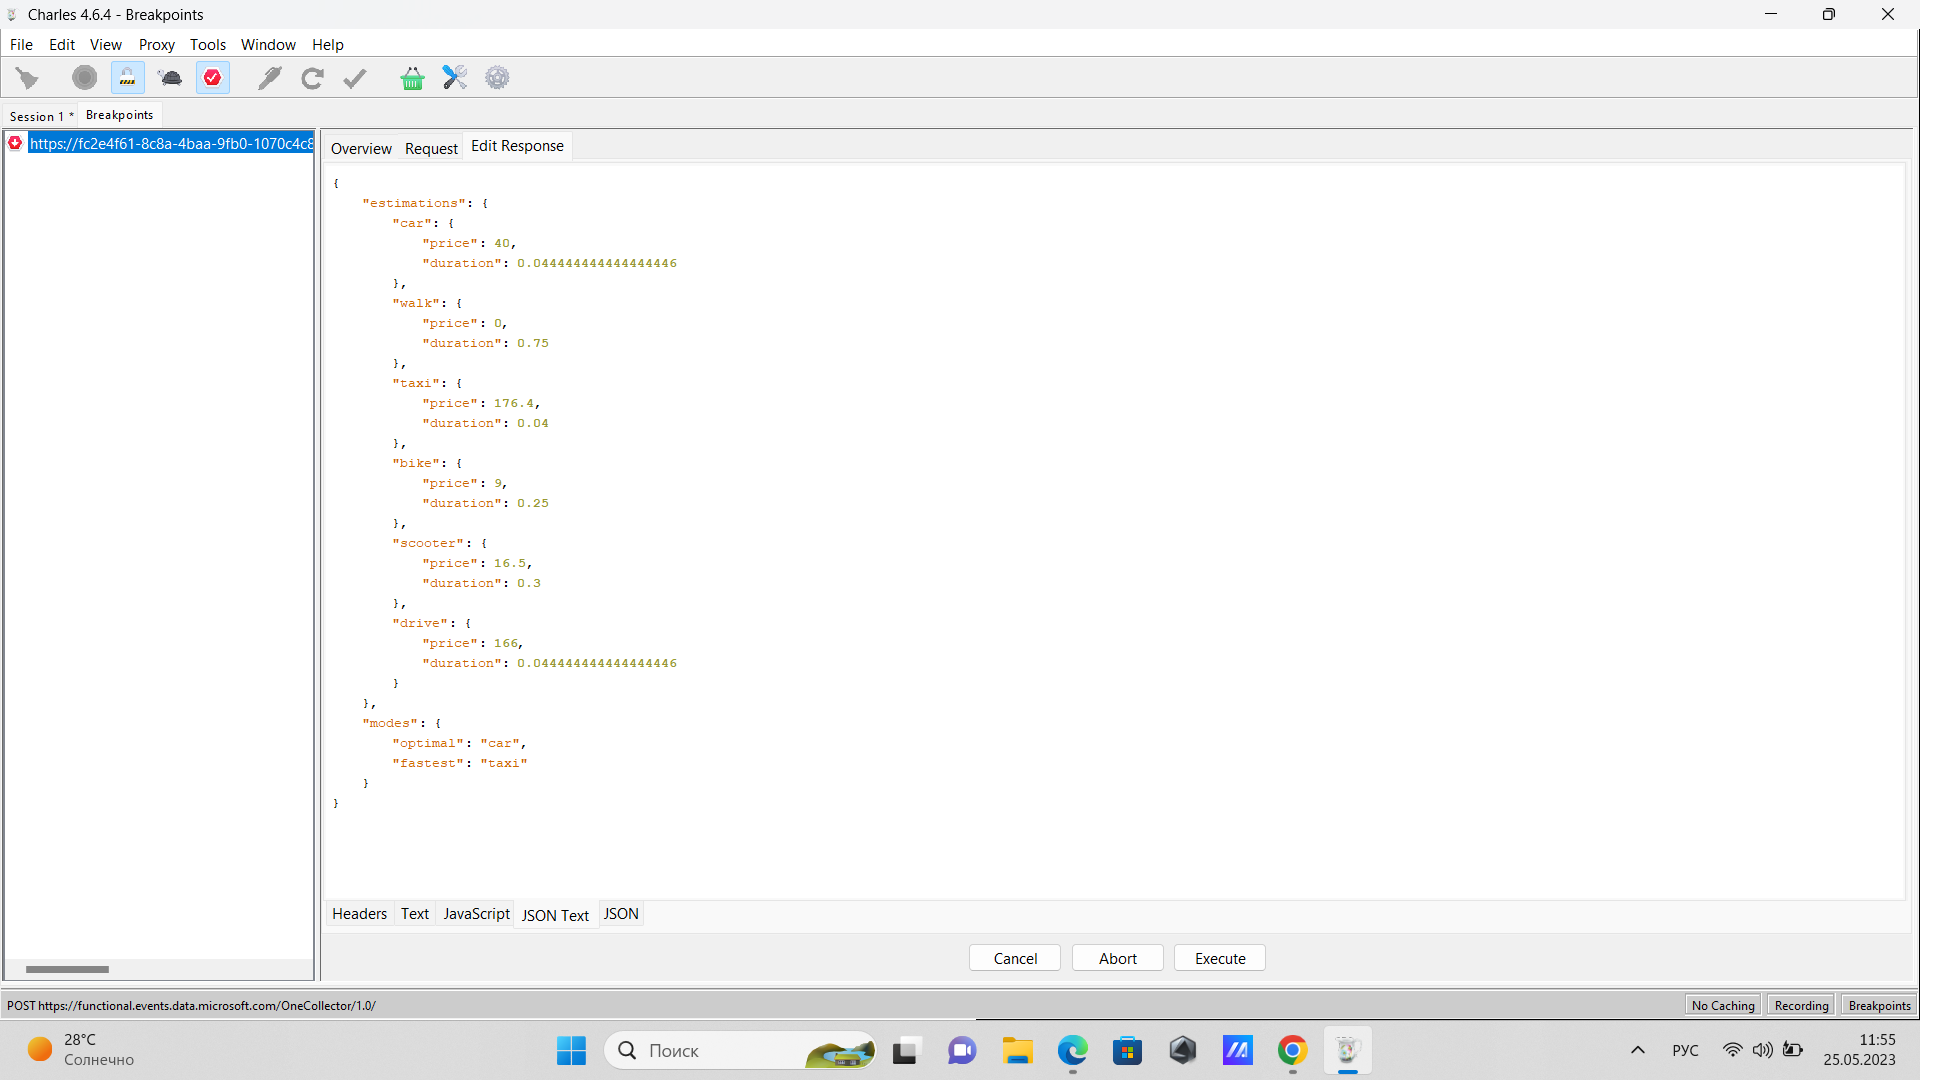 Charles 4.6.4 - Breakpoints
File Edit View Proxy Tools Window Help
Session 1 * Breakpoints
https://fc2e4f61-8c8a-4baa-9fb0-1070c4c8
Overview Request Edit Response
{
"estimations": {
"car": {
"price": 40,
"duration": 0.044444444444444446
},
"walk": {
"price": 0,
"duration": 0.75
},
"taxi": {
"price": 176.4,
"duration": 0.04
},
"bike": {
"price": 9,
"duration": 0.25
},
"scooter": {
"price": 16.5,
"duration": 0.3
},
"drive": {
"price": 166,
"duration": 0.044444444444444446
}
},
"modes": {
"optimal": "car",
"fastest": "taxi"
}
}
Headers Text JavaScript JSON Text JSON
Cancel Abort Execute
POST https://functional.events.data.microsoft.com/OneCollector/1.0/
No Caching Recording Breakpoints
28°C
Солнечно
Поиск
РУС
11:55
25.05.2023